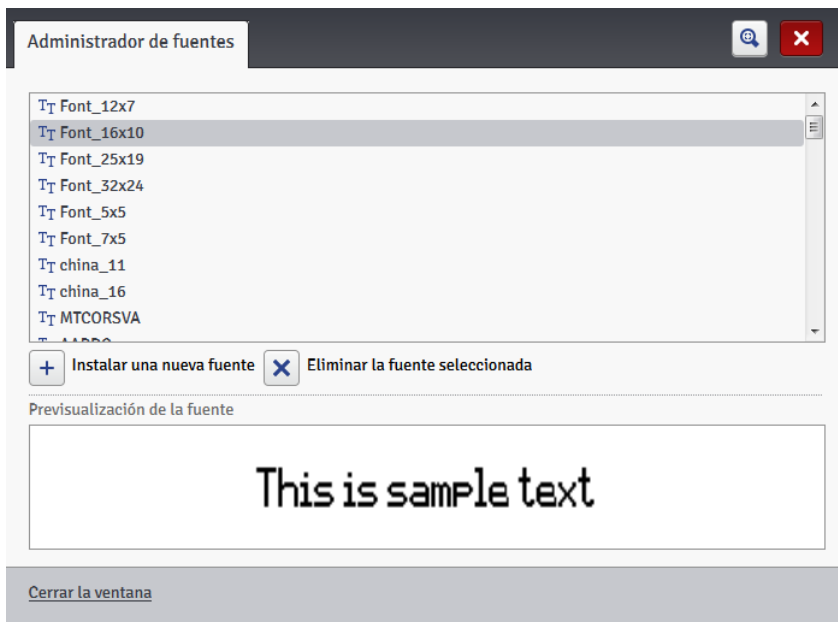 Administrador de fuentes
Font_12x7
Font_16x10
Font_25x19
Font_32x24
Font_5x5
Font_7x5
china_11
china_16
MTCORSVA
Instalar una nueva fuente Eliminar la fuente seleccionada
Previsualización de la fuente
This is sample text
Cerrar la ventana